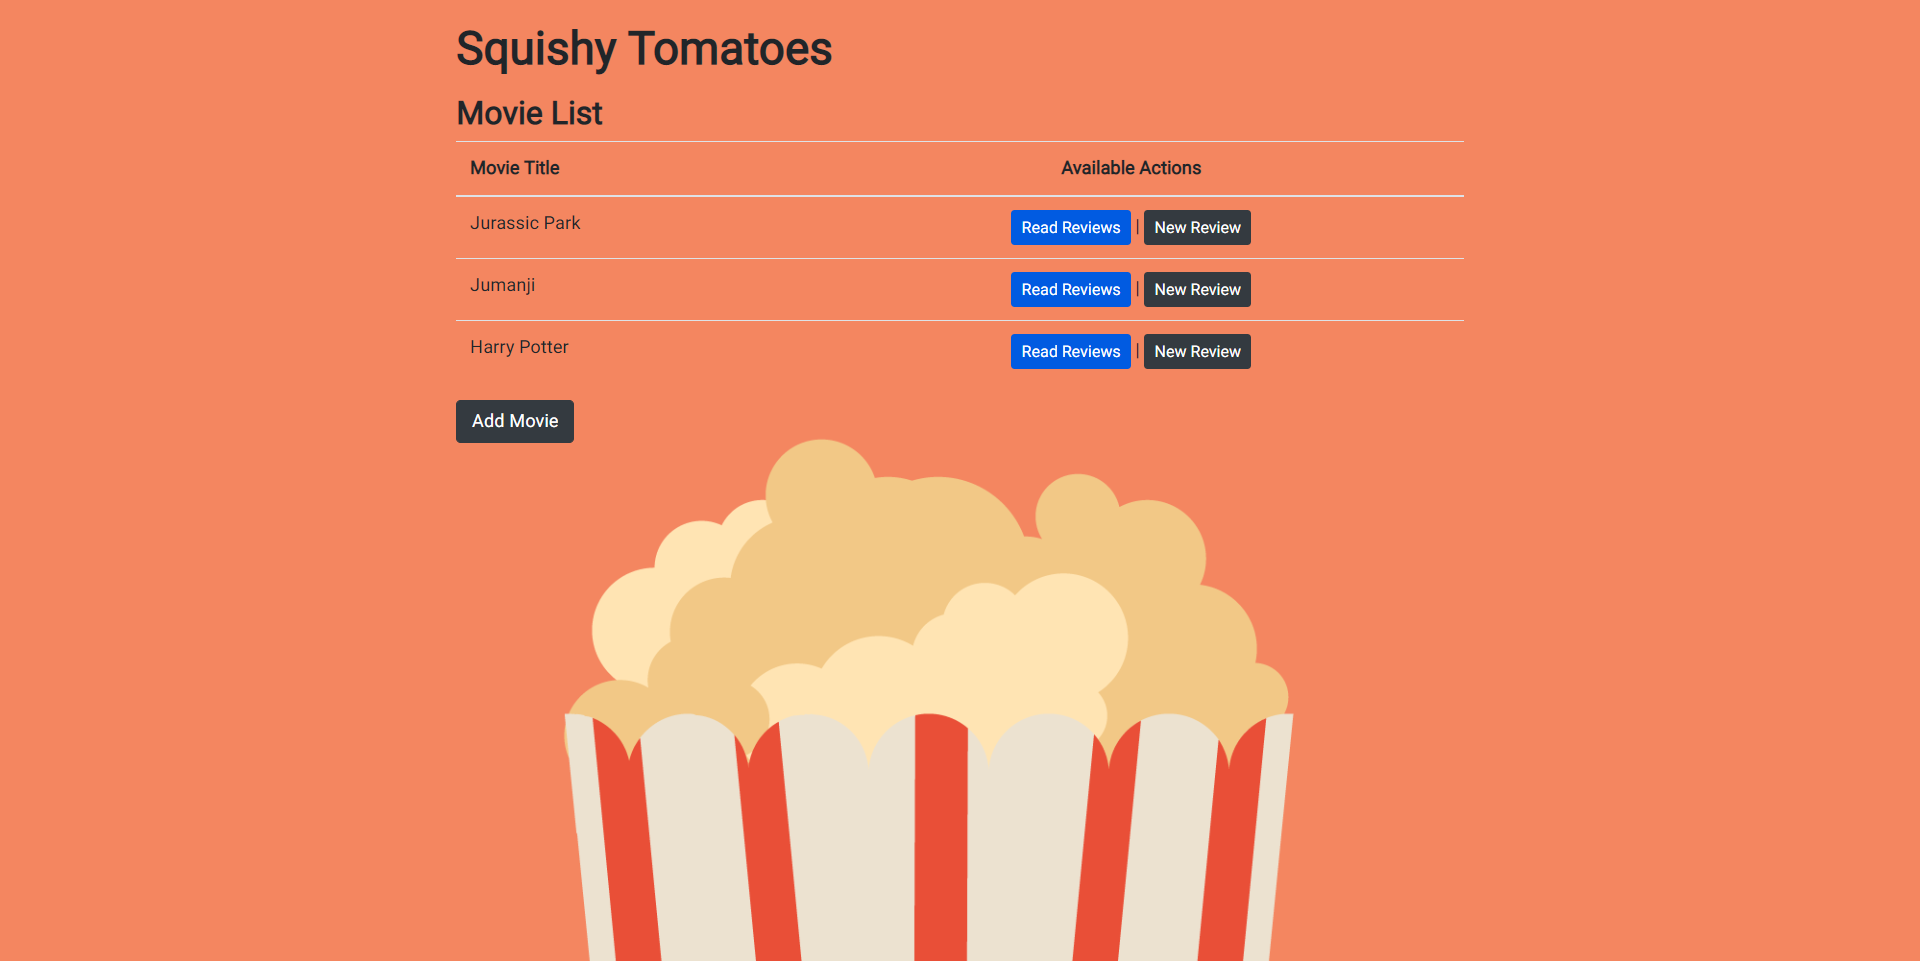 Squishy Tomatoes
Movie List
Movie Title Available Actions
Jurassic Park Read Reviews | New Review
Jumanji Read Reviews | New Review
Harry Potter Read Reviews | New Review
Add Movie